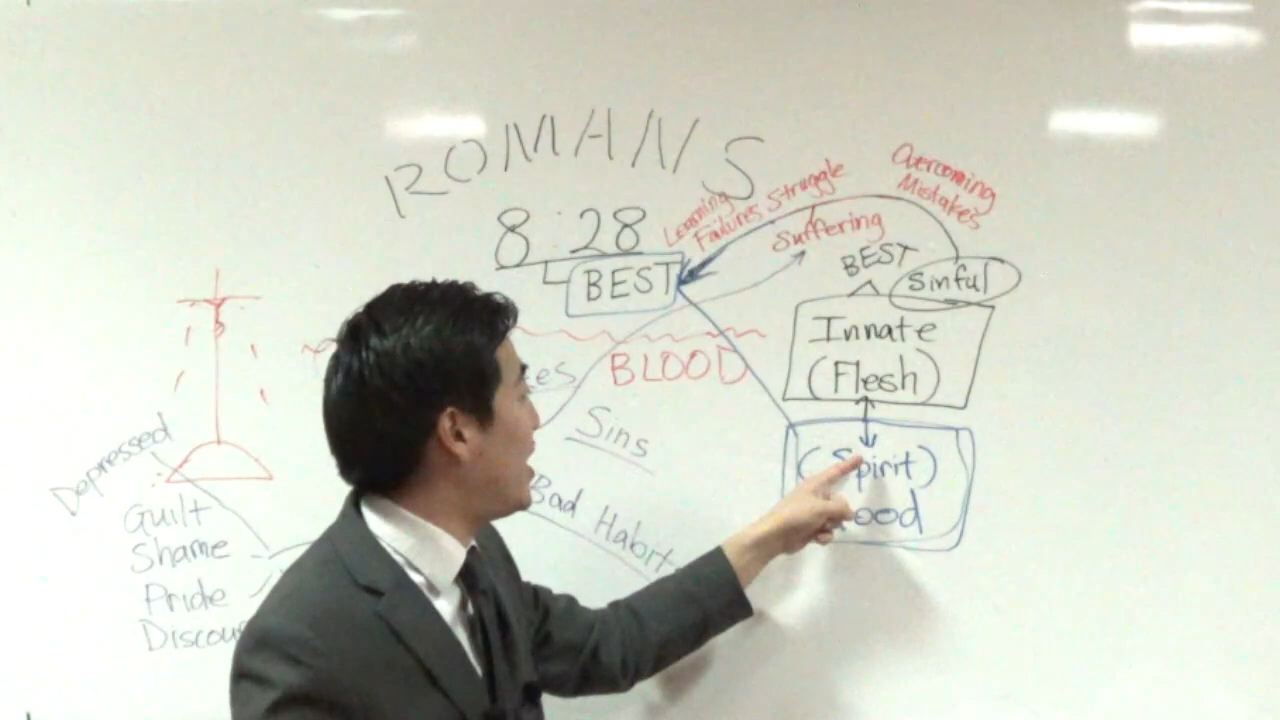 ROMANS
8:28
BEST
Learning
Failures Struggle
Suffering
Overcoming
Mistakes
BEST
Sinful
Innate
(Flesh)
(Spirit)
BLOOD
Sins
Bad Habit
Depressed
Guilt
Shame
Pride